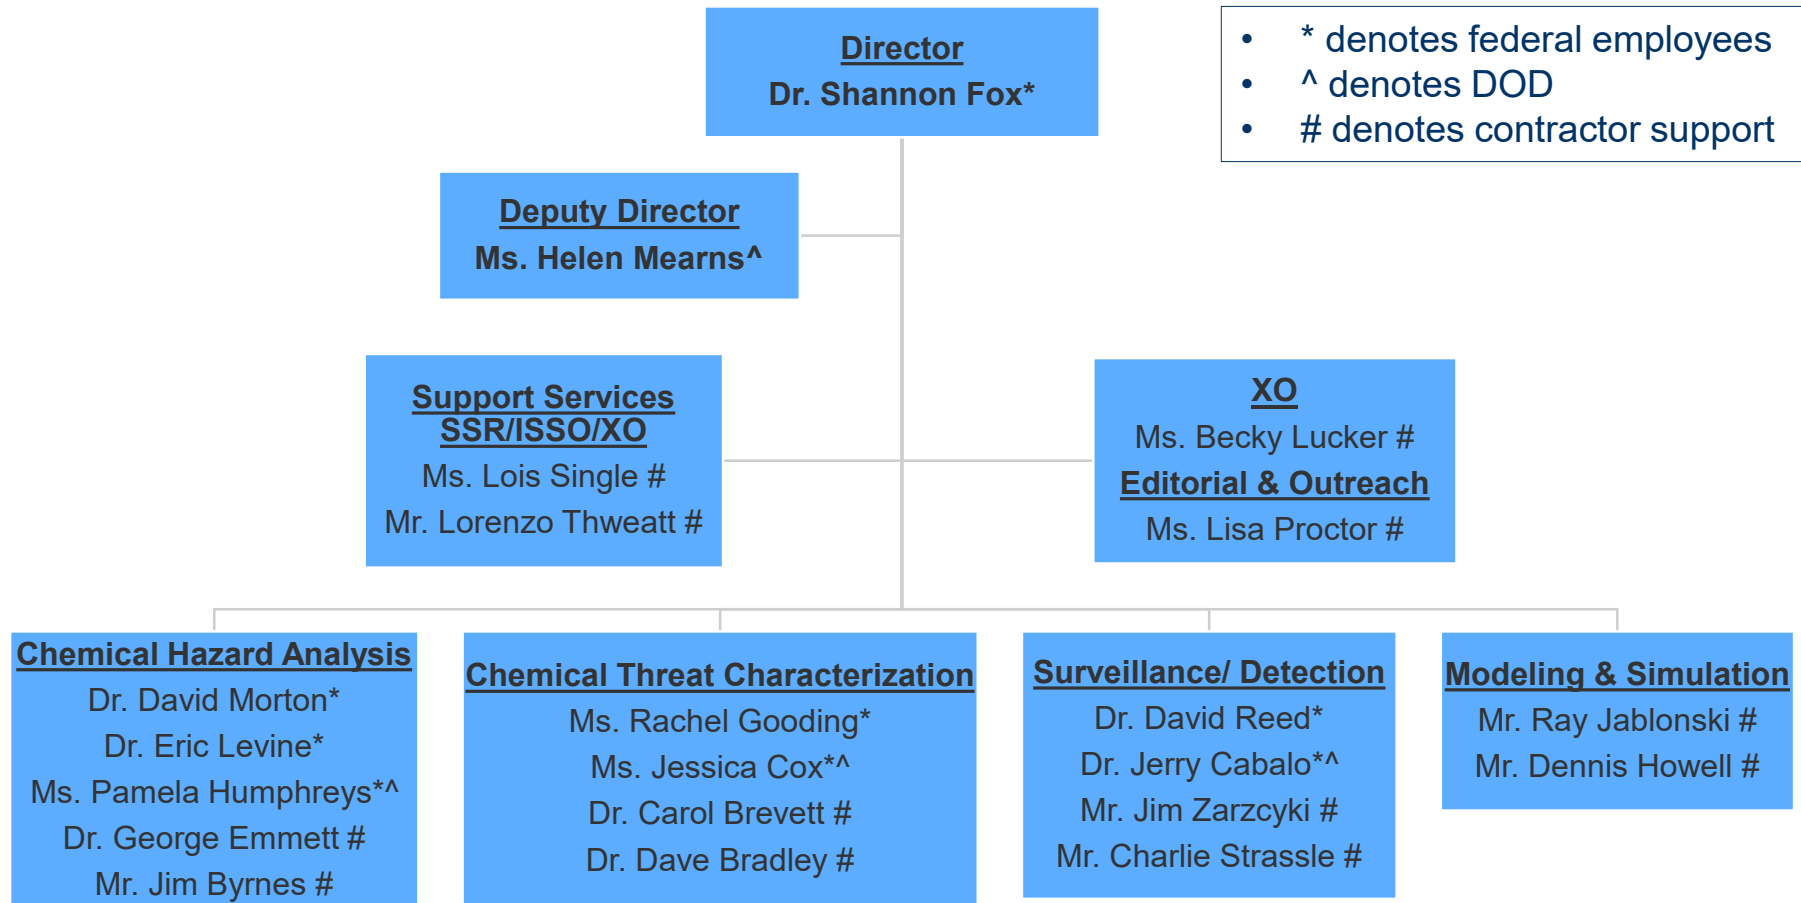 Director
Dr. Shannon Fox*
• * denotes federal employees
• ^ denotes DOD
• # denotes contractor support
Deputy Director
Ms. Helen Mearns^
Support Services
SSR/ISSO/XO
Ms. Lois Single #
Mr. Lorenzo Thweatt #
XO
Ms. Becky Lucker #
Editorial & Outreach
Ms. Lisa Proctor #
Chemical Hazard Analysis
Dr. David Morton*
Dr. Eric Levine*
Ms. Pamela Humphreys*^
Dr. George Emmett #
Mr. Jim Byrnes #
Chemical Threat Characterization
Ms. Rachel Gooding*
Ms. Jessica Cox*^
Dr. Carol Brevett #
Dr. Dave Bradley #
Surveillance/ Detection
Dr. David Reed*
Dr. Jerry Cabalo*^
Mr. Jim Zarzcyki #
Mr. Charlie Strassle #
Modeling & Simulation
Mr. Ray Jablonski #
Mr. Dennis Howell #